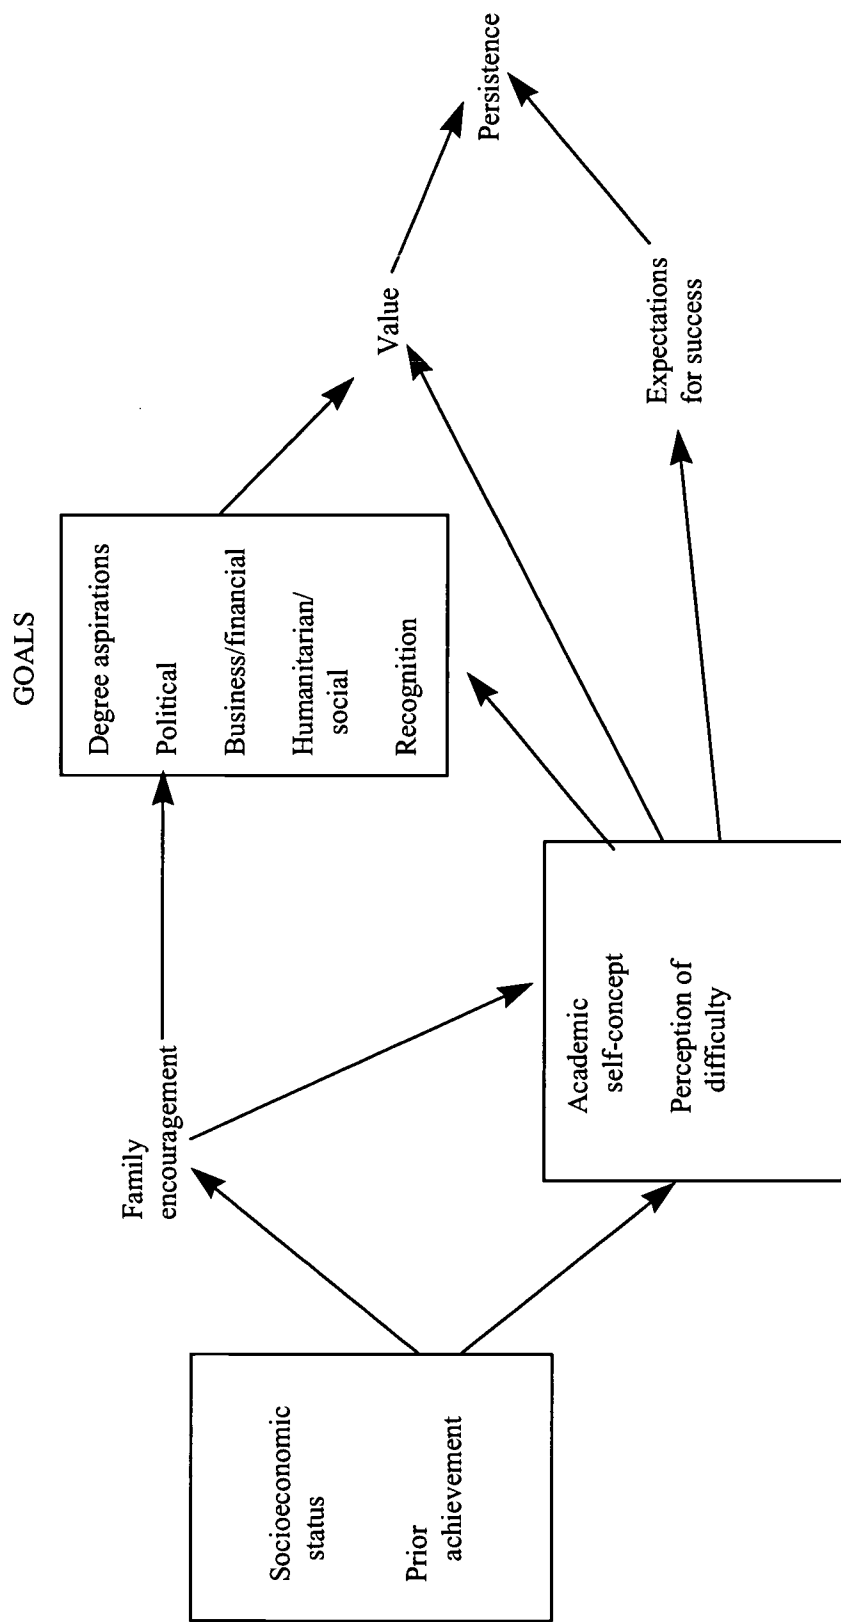 Socioeconomic
status
Prior
achievement
Family
encouragement
Academic
self-concept
Perception of
difficulty
GOALS
Degree aspirations
Political
Business/financial
Humanitarian/
social
Recognition
Value
Expectations
for success
Persistence